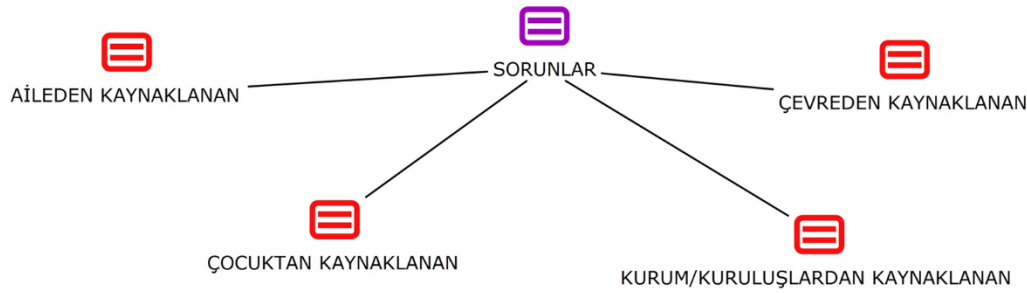 SORUNLAR
AİLEDEN KAYNAKLANAN
ÇEVREDEN KAYNAKLANAN
ÇOCUKTAN KAYNAKLANAN
KURUM/KURULUŞLARDAN KAYNAKLANAN